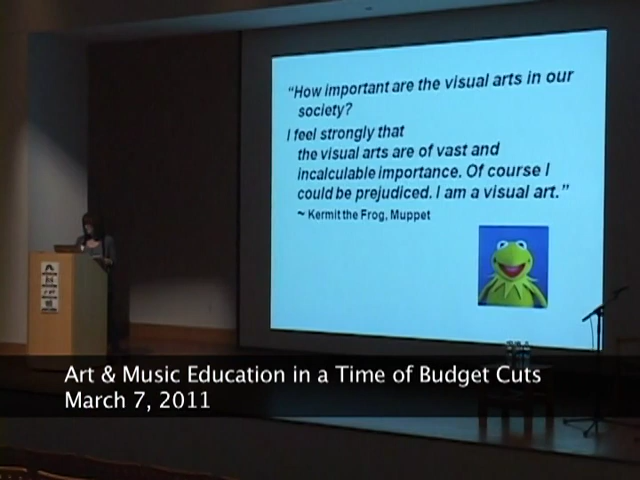 “How important are the visual arts in our
society?
I feel strongly that
the visual arts are of vast and
incalculable importance. Of course I
could be prejudiced. I am a visual art.”
~ Kermit the Frog, Muppet
Art & Music Education in a Time of Budget Cuts
March 7, 2011